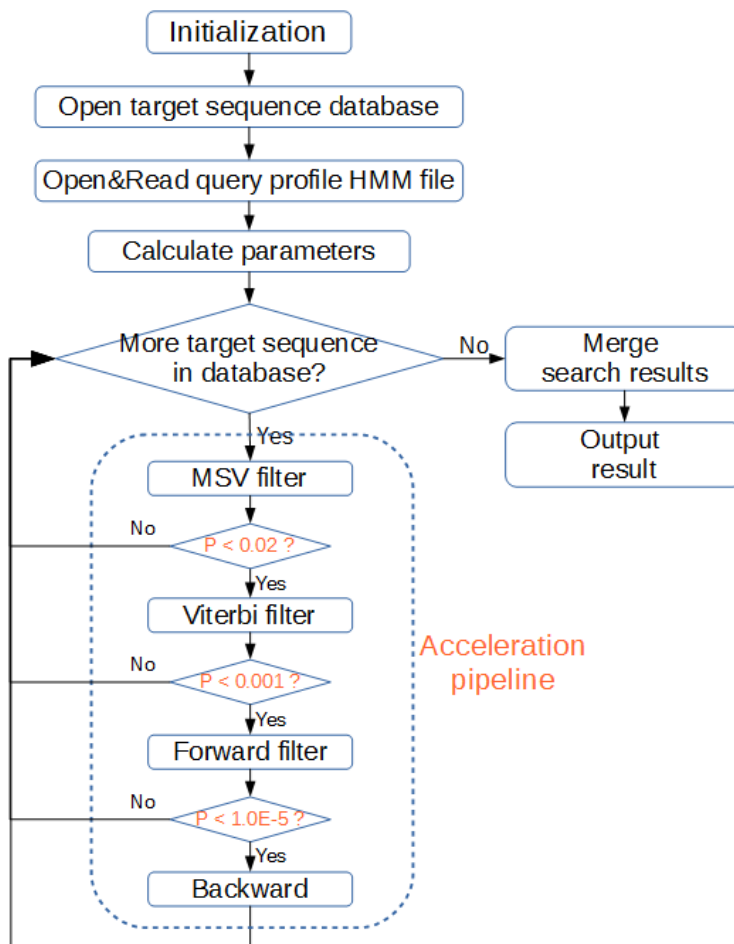 Initialization
Open target sequence database
Open&Read query profile HMM file
Calculate parameters
More target sequence
in database?
No
Merge
search results
Output
result
Yes
MSV filter
No
P < 0.02 ?
Yes
Viterbi filter
No
P < 0.001 ?
Yes
Forward filter
No
P < 1.0E-5 ?
Yes
Backward
Acceleration
pipeline